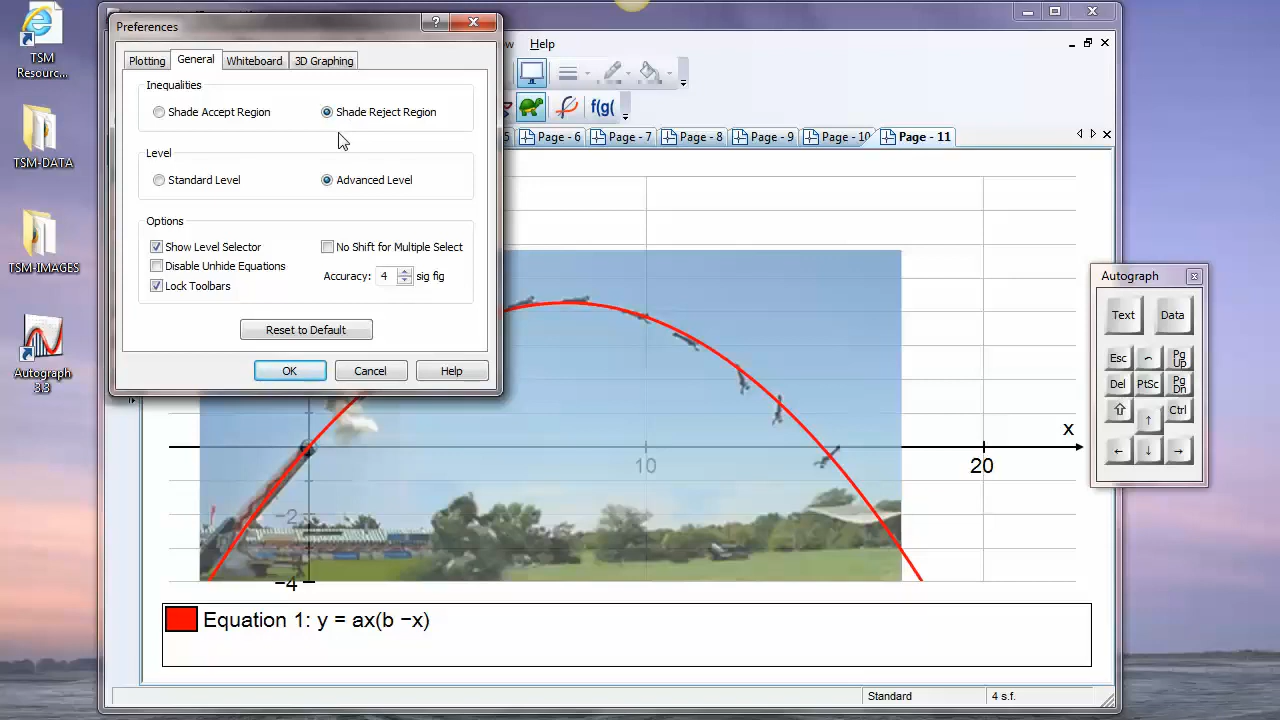 TSM
Resourc...
TSM-DATA
TSM-IMAGES
Autograph
3.3
Preferences
?
Plotting
General
Whiteboard
3D Graphing
Inequalities
Shade Accept Region
Shade Reject Region
Level
Standard Level
Advanced Level
Options
Show Level Selector
No Shift for Multiple Select
Disable Unhide Equations
Accuracy: 4 sig fig
Lock Toolbars
Reset to Default
OK
Cancel
Help
Help
f(g(
5
Page - 6
Page - 7
Page - 8
Page - 9
Page - 10
Page - 11
x
10
20
−2
−4
Equation 1: y = ax(b −x)
Standard
4 s.f.
Autograph
Text
Data
Esc
Pg Up
Del
PtSc
Pg Dn
Ctrl